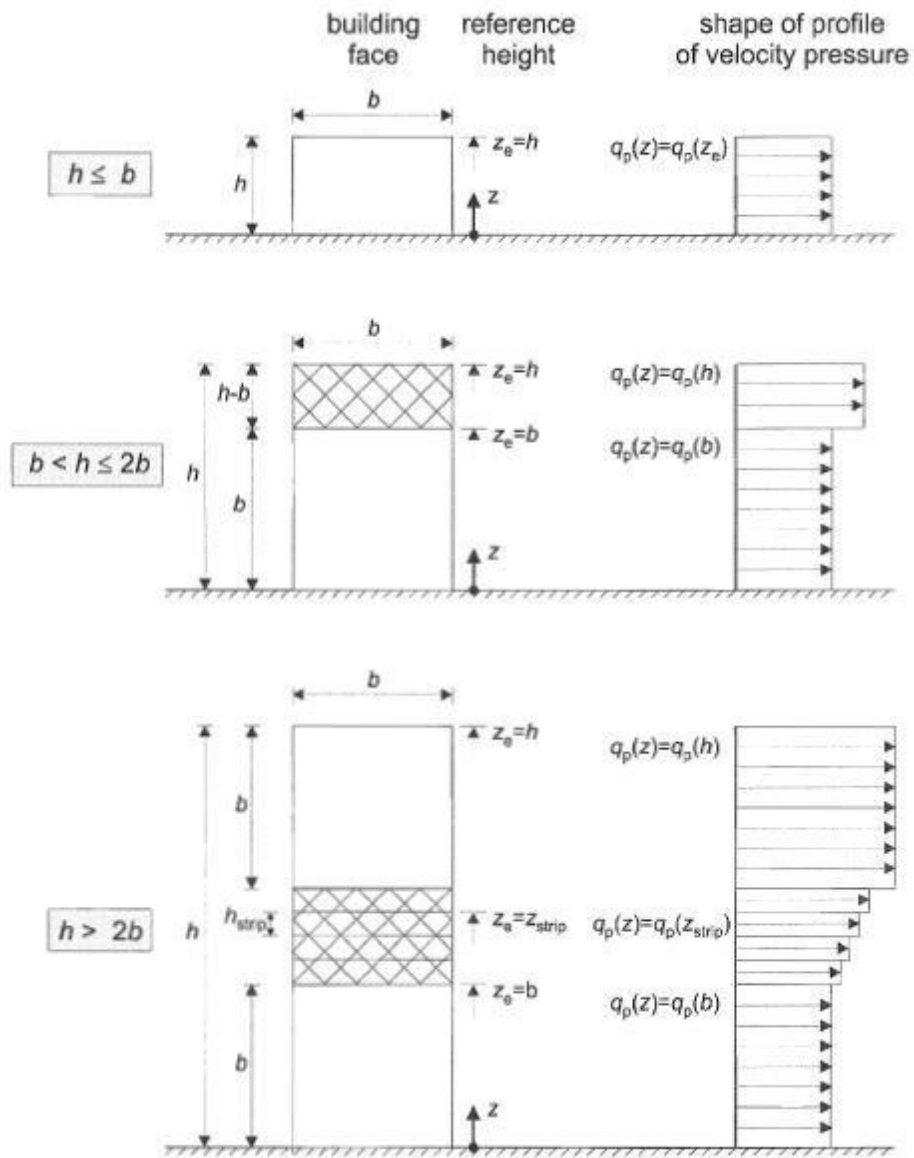 building face
reference height
shape of profile of velocity pressure
b
h ≤ b
h
z_e=h
z
q_p(z)=q_p(z_e)
b
b < h ≤ 2b
h
h-b
b
z_e=h
z_e=b
z
q_p(z)=q_p(h)
q_p(z)=q_p(b)
b
h > 2b
h
b
h_strip
b
z_e=h
z_e=z_strip
z_e=b
z
q_p(z)=q_p(h)
q_p(z)=q_p(z_strip)
q_p(z)=q_p(b)